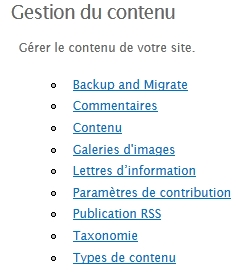 Gestion du contenu
Gérer le contenu de votre site.
Backup and Migrate
Commentaires
Contenu
Galeries d'images
Lettres d’information
Paramètres de contribution
Publication RSS
Taxonomie
Types de contenu